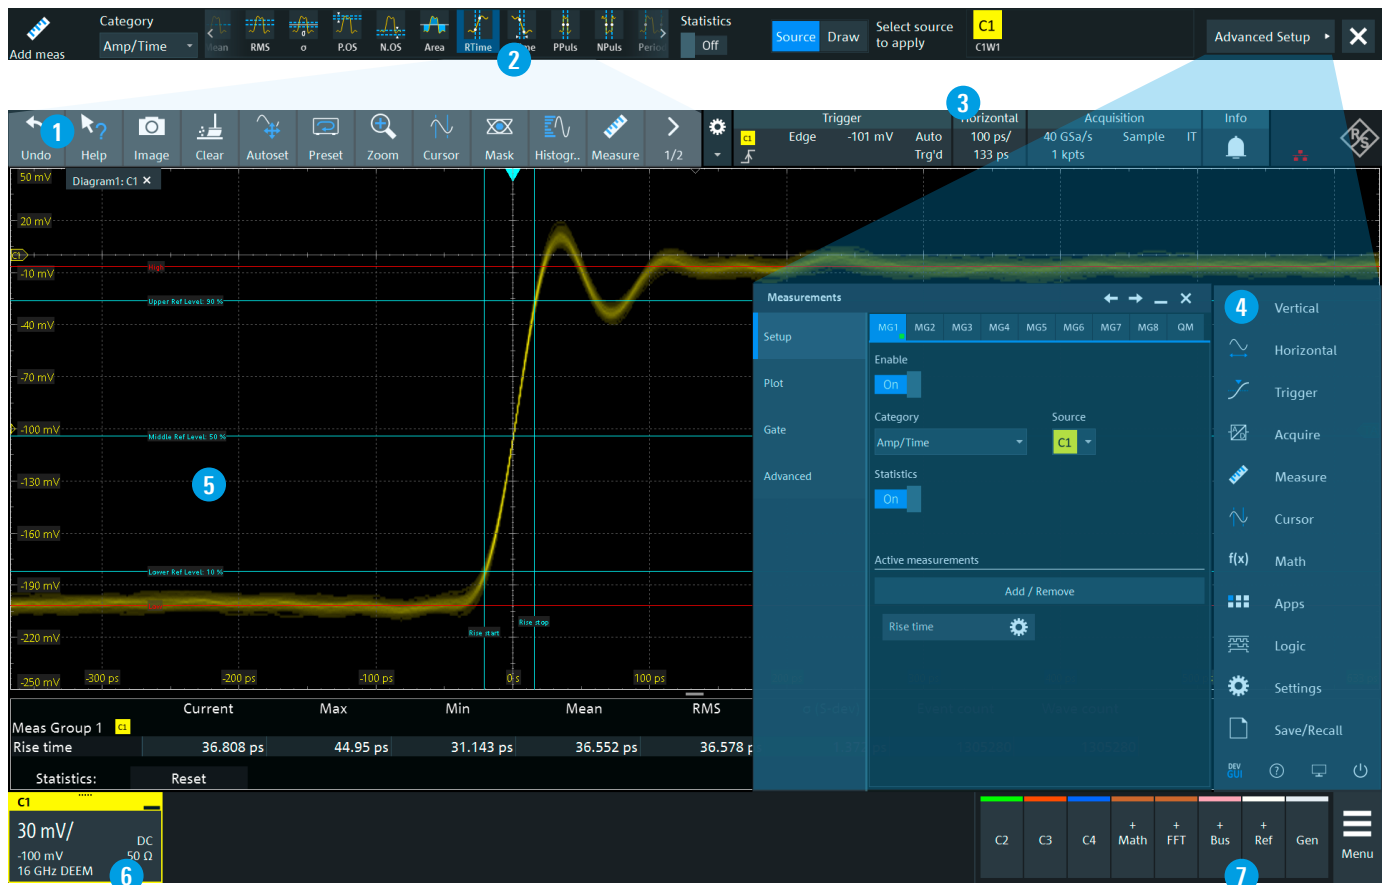 Add meas
Category
Amp/Time
RMS
σ
P.OS
N.OS
Area
RTime
PPuls
NPuls
Perio
Statistics
Off
Source
Draw
Select source
to apply
C1
C1W1
Advanced Setup
2
1
Undo
Help
Image
Clear
Autoset
Preset
Zoom
Cursor
Mask
Histogr..
Measure
1/2
3
C1
Trigger
Edge
-101 mV
Auto
Trg'd
Horizontal
100 ps/
133 ps
Acquisition
40 GSa/s
Sample
IT
1 kpts
Info
R S
Diagram1: C1
50 mV
20 mV
C1
-10 mV
-40 mV
-70 mV
-100 mV
-130 mV
-160 mV
-190 mV
-220 mV
-250 mV
Upper Ref Level: 90 %
Middle Ref Level: 50 %
Lower Ref Level: 10 %
5
Rise start
Rise stop
-300 ps
-200 ps
-100 ps
0 s
100 ps
Measurements
Setup
Plot
Gate
Advanced
MG1
MG2
MG3
MG4
MG5
MG6
MG7
MG8
QM
Enable
On
Category
Amp/Time
Source
C1
Statistics
On
Active measurements
Add / Remove
Rise time
4
Vertical
Horizontal
Trigger
Acquire
Measure
Cursor
f(x)
Math
Apps
Logic
Settings
Save/Recall
DEV
GUI
?
Current
Max
Min
Mean
RMS
Meas Group 1
C1
Rise time
36.808 ps
44.95 ps
31.143 ps
36.552 ps
36.578 p
Statistics:
Reset
C1
30 mV/
DC
-100 mV
50 Ω
16 GHz DEEM
6
C2
C3
C4
+
Math
+
FFT
+
Bus
+
Ref
Gen
Menu
7